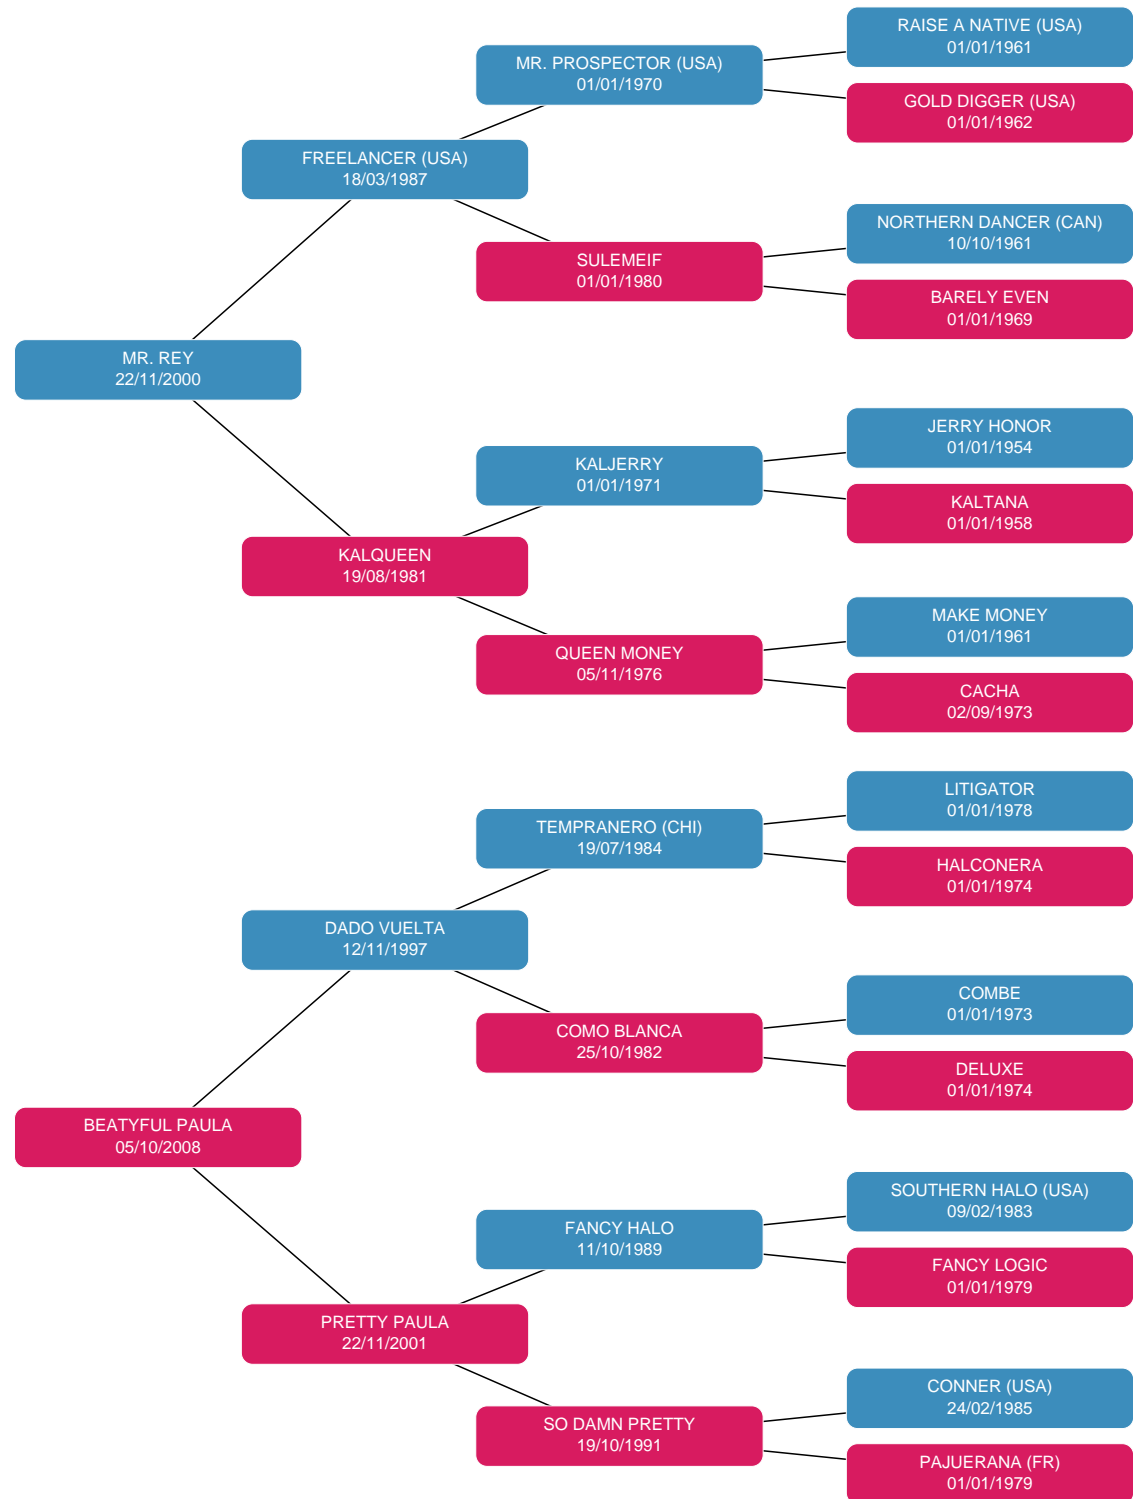 RAISE A NATIVE (USA)
01/01/1961
MR. PROSPECTOR (USA)
01/01/1970
GOLD DIGGER (USA)
01/01/1962
FREELANCER (USA)
18/03/1987
NORTHERN DANCER (CAN)
10/10/1961
SULEMEIF
01/01/1980
BARELY EVEN
01/01/1969
MR. REY
22/11/2000
JERRY HONOR
01/01/1954
KALJERRY
01/01/1971
KALTANA
01/01/1958
KALQUEEN
19/08/1981
MAKE MONEY
01/01/1961
QUEEN MONEY
05/11/1976
CACHA
02/09/1973
LITIGATOR
01/01/1978
TEMPRANERO (CHI)
19/07/1984
HALCONERA
01/01/1974
DADO VUELTA
12/11/1997
COMBE
01/01/1973
COMO BLANCA
25/10/1982
DELUXE
01/01/1974
BEATYFUL PAULA
05/10/2008
SOUTHERN HALO (USA)
09/02/1983
FANCY HALO
11/10/1989
FANCY LOGIC
01/01/1979
PRETTY PAULA
22/11/2001
CONNER (USA)
24/02/1985
SO DAMN PRETTY
19/10/1991
PAJUERANA (FR)
01/01/1979